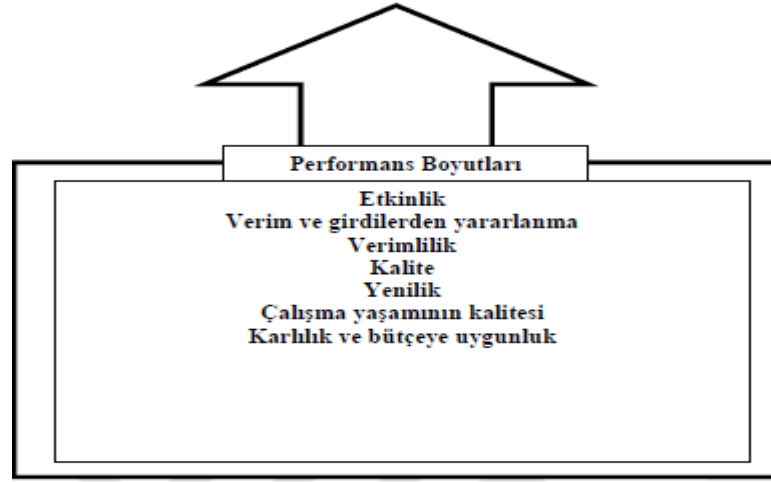 Performans Boyutları
Etkinlik
Verim ve girdilerden yararlanma
Verimlilik
Kalite
Yenilik
Çalışma yaşamının kalitesi
Karlılık ve bütçeye uygunluk